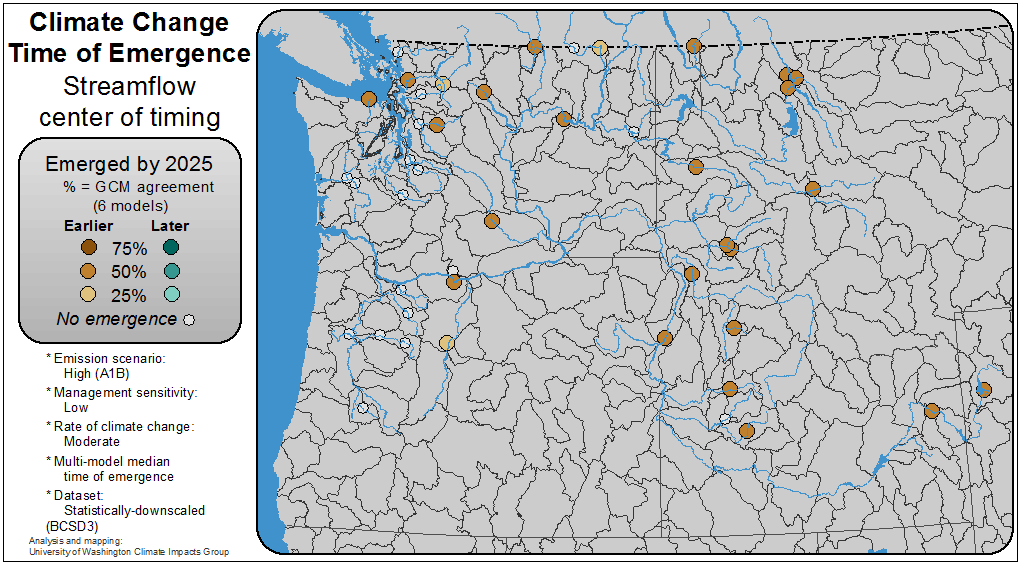 Climate Change
Time of Emergence
Streamflow
center of timing
Emerged by 2025
% = GCM agreement
(6 models)
Earlier Later
75%
50%
25%
No emergence
* Emission scenario:
High (A1B)
* Management sensitivity:
Low
* Rate of climate change:
Moderate
* Multi-model median
time of emergence
* Dataset:
Statistically-downscaled
(BCSD3)
Analysis and mapping:
University of Washington Climate Impacts Group